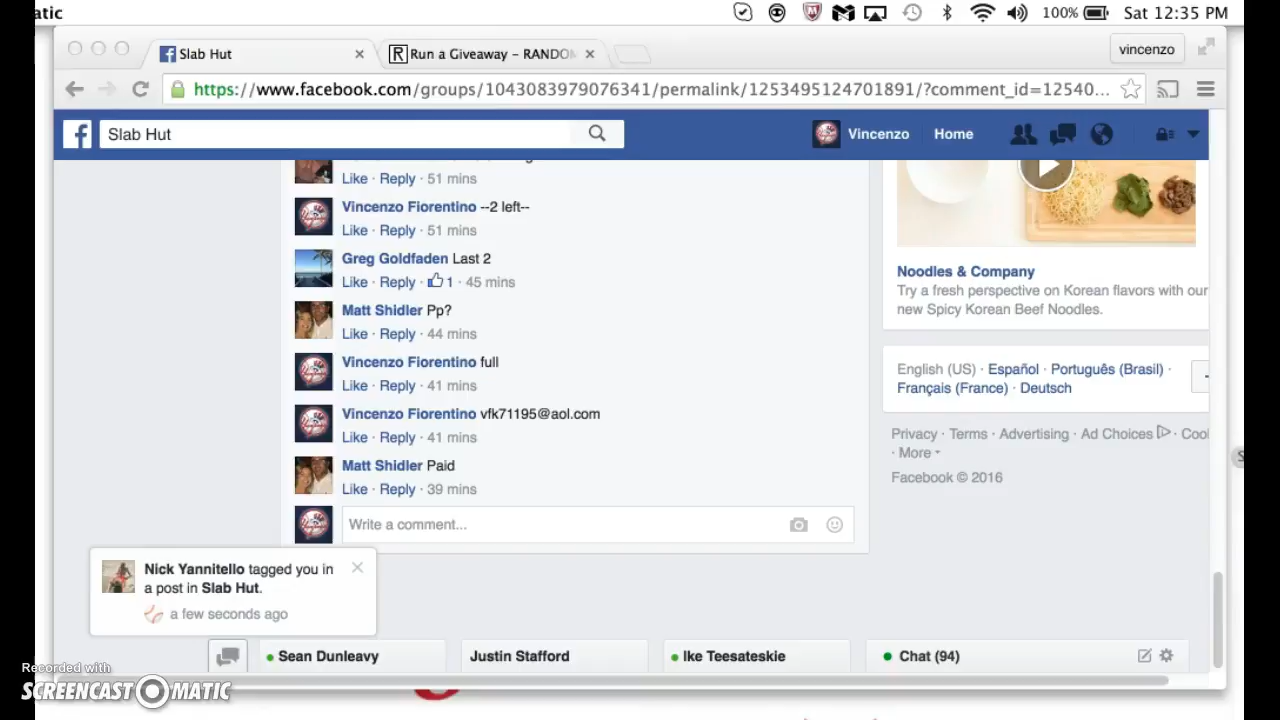 atic
100%
Sat 12:35 PM
Slab Hut
Run a Giveaway – RANDOM
vincenzo
https://www.facebook.com/groups/1043083979076341/permalink/1253495124701891/?comment_id=12540...
Slab Hut
Vincenzo
Home
Like · Reply · 51 mins
Vincenzo Fiorentino --2 left--
Like · Reply · 51 mins
Greg Goldfaden Last 2
Like · Reply · 1 · 45 mins
Matt Shidler Pp?
Like · Reply · 44 mins
Vincenzo Fiorentino full
Like · Reply · 41 mins
Vincenzo Fiorentino vfk71195@aol.com
Like · Reply · 41 mins
Matt Shidler Paid
Like · Reply · 39 mins
Write a comment...
Noodles & Company
Try a fresh perspective on Korean flavors with our
new Spicy Korean Beef Noodles.
English (US) · Español · Português (Brasil) ·
Français (France) · Deutsch
Privacy · Terms · Advertising · Ad Choices · Cool
· More
Facebook © 2016
Nick Yannitello tagged you in
a post in Slab Hut.
a few seconds ago
Sean Dunleavy
Justin Stafford
Ike Teesateskie
Chat (94)
Recorded with
SCREENCAST-O-MATIC